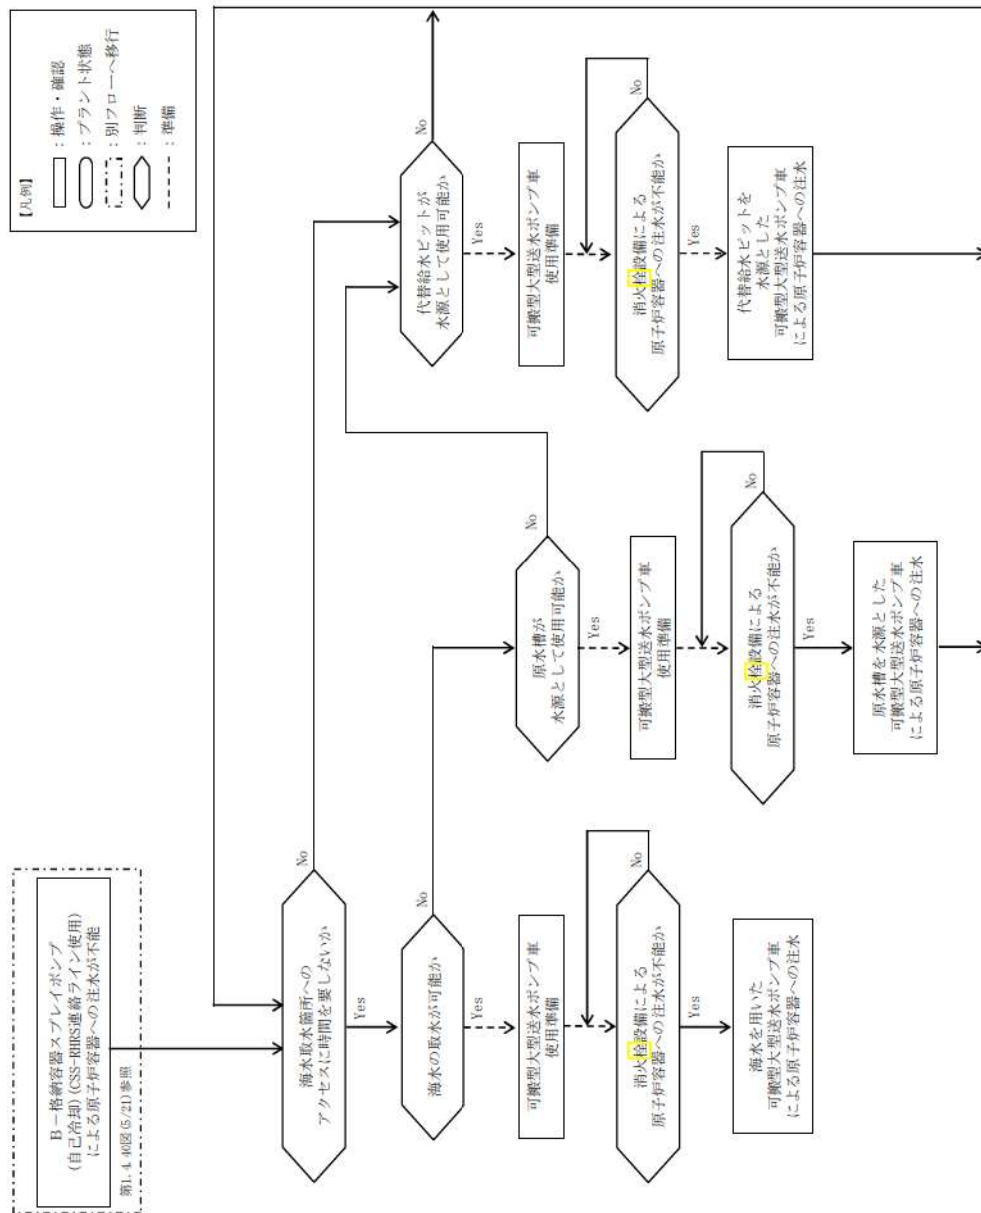 【凡例】
：操作・確認
：プラント状態
：別フローへ移行
：判断
：準備
B－格納容器スプレイポンプ
(自己冷却)(CSS-RHRS連絡ライン使用)
による原子炉容器への注水が不能
第1.4.40図(5/21)参照
海水取水箇所への
アクセスに時間を要しないか
No
Yes
海水の取水が可能か
No
Yes
可搬型大型送水ポンプ車
使用準備
消火栓設備による
原子炉容器への注水が不能か
No
Yes
海水を用いた
可搬型大型送水ポンプ車
による原子炉容器への注水
原水槽が
水源として使用可能か
No
Yes
可搬型大型送水ポンプ車
使用準備
消火栓設備による
原子炉容器への注水が不能か
No
Yes
原水槽を水源とした
可搬型大型送水ポンプ車
による原子炉容器への注水
代替給水ピットが
水源として使用可能か
No
Yes
可搬型大型送水ポンプ車
使用準備
消火栓設備による
原子炉容器への注水が不能か
No
Yes
代替給水ピットを
水源とした
可搬型大型送水ポンプ車
による原子炉容器への注水